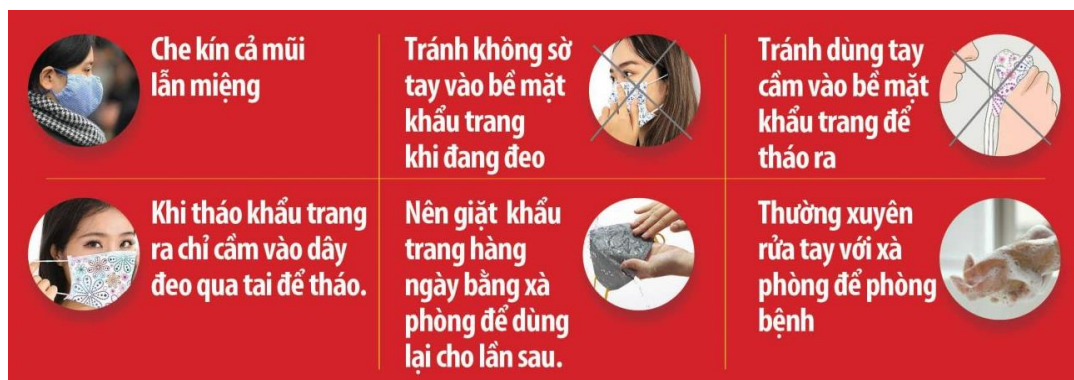 Che kín cả mũi
lẫn miệng
Tránh không sờ
tay vào bề mặt
khẩu trang
khi đang đeo
Tránh dùng tay
cầm vào bề mặt
khẩu trang để
tháo ra
Khi tháo khẩu trang
ra chỉ cầm vào dây
đeo qua tai để tháo.
Nên giặt khẩu
trang hàng
ngày bằng xà
phòng để dùng
lại cho lần sau.
Thường xuyên
rửa tay với xà
phòng để phòng
bệnh